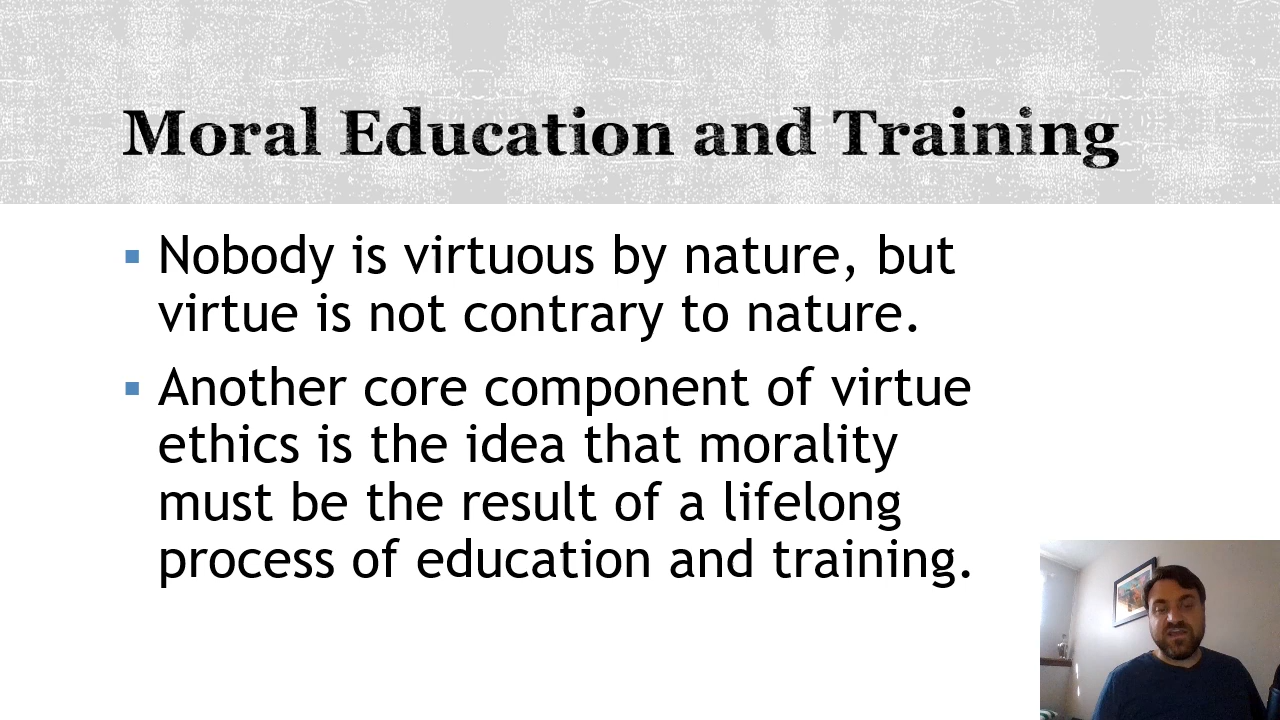 Moral Education and Training
Nobody is virtuous by nature, but
virtue is not contrary to nature.
Another core component of virtue
ethics is the idea that morality
must be the result of a lifelong
process of education and training.